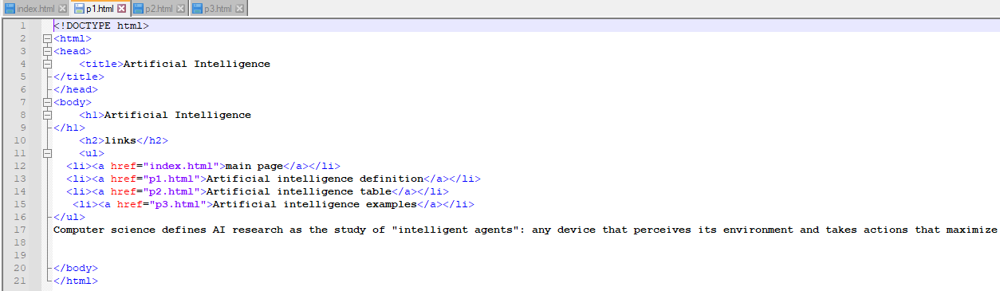 index.html p1.html p2.html p3.html
1 <!DOCTYPE html>
2 <html>
3 <head>
4 <title>Artificial Intelligence
5 </title>
6 </head>
7 <body>
8 <h1>Artificial Intelligence
9 </h1>
10 <h2>links</h2>
11 <ul>
12 <li><a href="index.html">main page</a></li>
13 <li><a href="p1.html">Artificial intelligence definition</a></li>
14 <li><a href="p2.html">Artificial intelligence table</a></li>
15 <li><a href="p3.html">Artificial intelligence examples</a></li>
16 </ul>
17 Computer science defines AI research as the study of "intelligent agents": any device that perceives its environment and takes actions that maximize
18
19
20 </body>
21 </html>